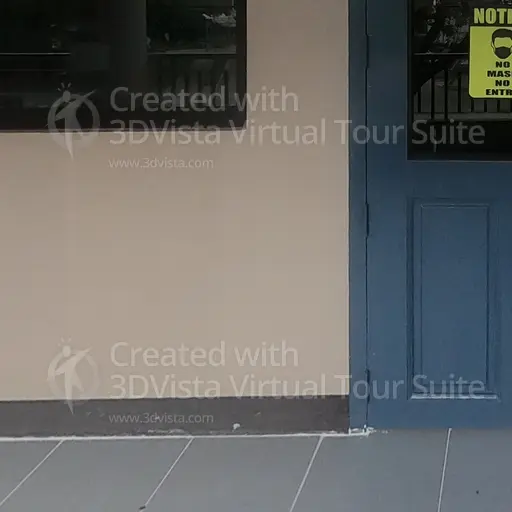 NOTI
NO
MAS
NO
ENTR
Created with
3DVista Virtual Tour Suite
www.3dvista.com
Created with
3DVista Virtual Tour Suite
www.3dvista.com